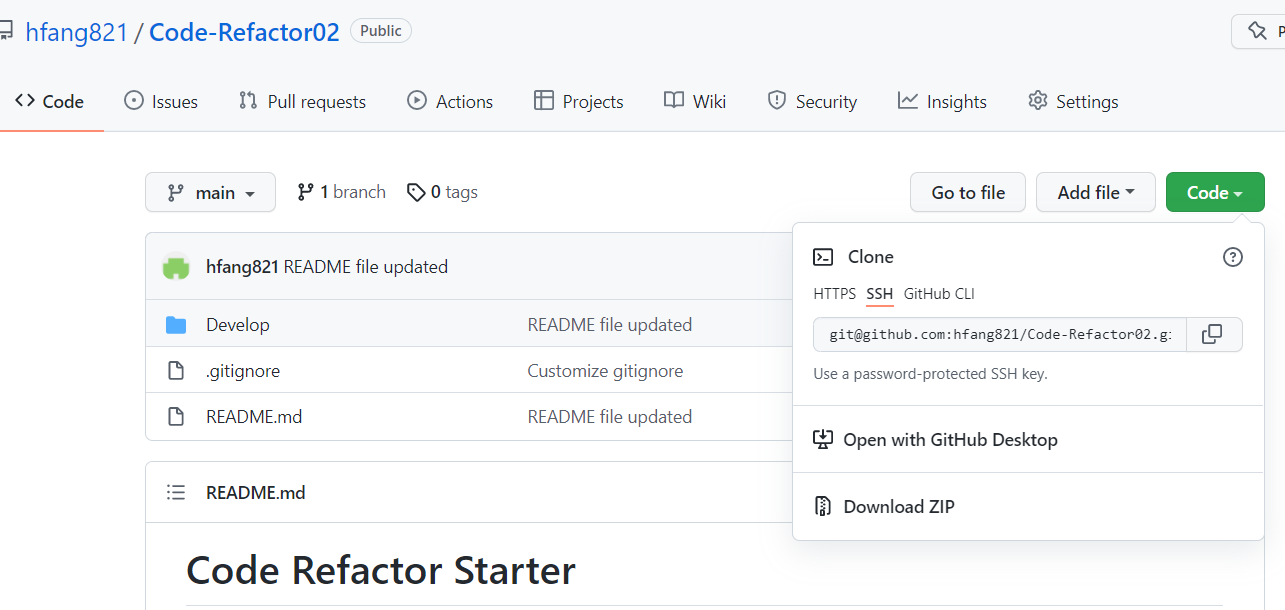 hfang821 / Code-Refactor02 Public
Code Issues Pull requests Actions Projects Wiki Security Insights Settings
main 1 branch 0 tags Go to file Add file Code
hfang821 README file updated
Develop README file updated
.gitignore Customize gitignore
README.md README file updated
README.md
Code Refactor Starter
Clone
HTTPS SSH GitHub CLI
git@github.com:hfang821/Code-Refactor02.gi
Use a password-protected SSH key.
Open with GitHub Desktop
Download ZIP